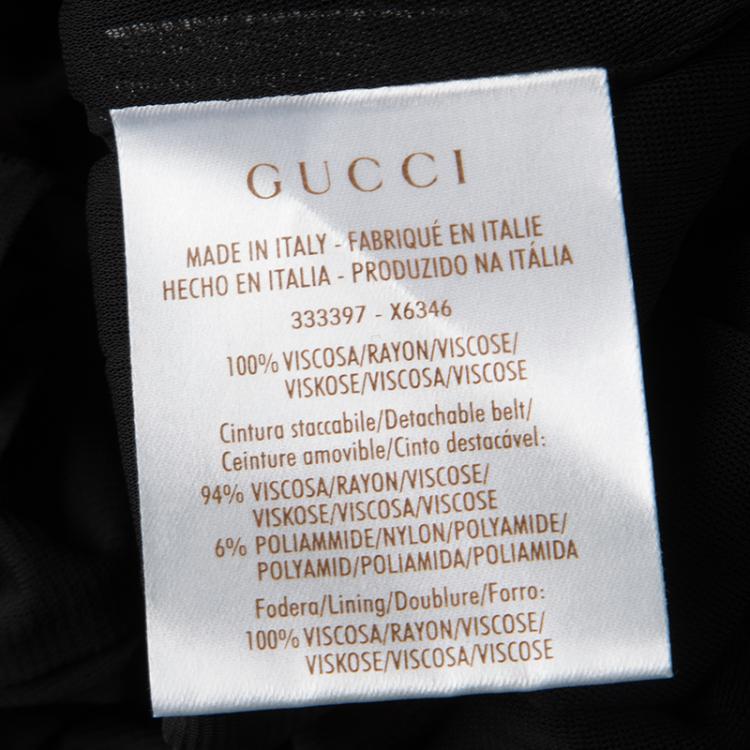 GUCCI
MADE IN ITALY - FABRIQUÉ EN ITALIE
HECHO EN ITALIA - PRODUZIDO NA ITÁLIA
333397 - X6346
100% VISCOSA/RAYON/VISCOSE/
VISKOSE/VISCOSA/VISCOSE
Cintura staccabile/Detachable belt/
Ceinture amovible/Cinto destacável:
94% VISCOSA/RAYON/VISCOSE/
VISKOSE/VISCOSA/VISCOSE
6% POLIAMMIDE/NYLON/POLYAMIDE/
POLYAMID/POLIAMIDA/POLIAMIDA
Fodera/Lining/Doublure/Forro:
100% VISCOSA/RAYON/VISCOSE/
VISKOSE/VISCOSA/VISCOSE